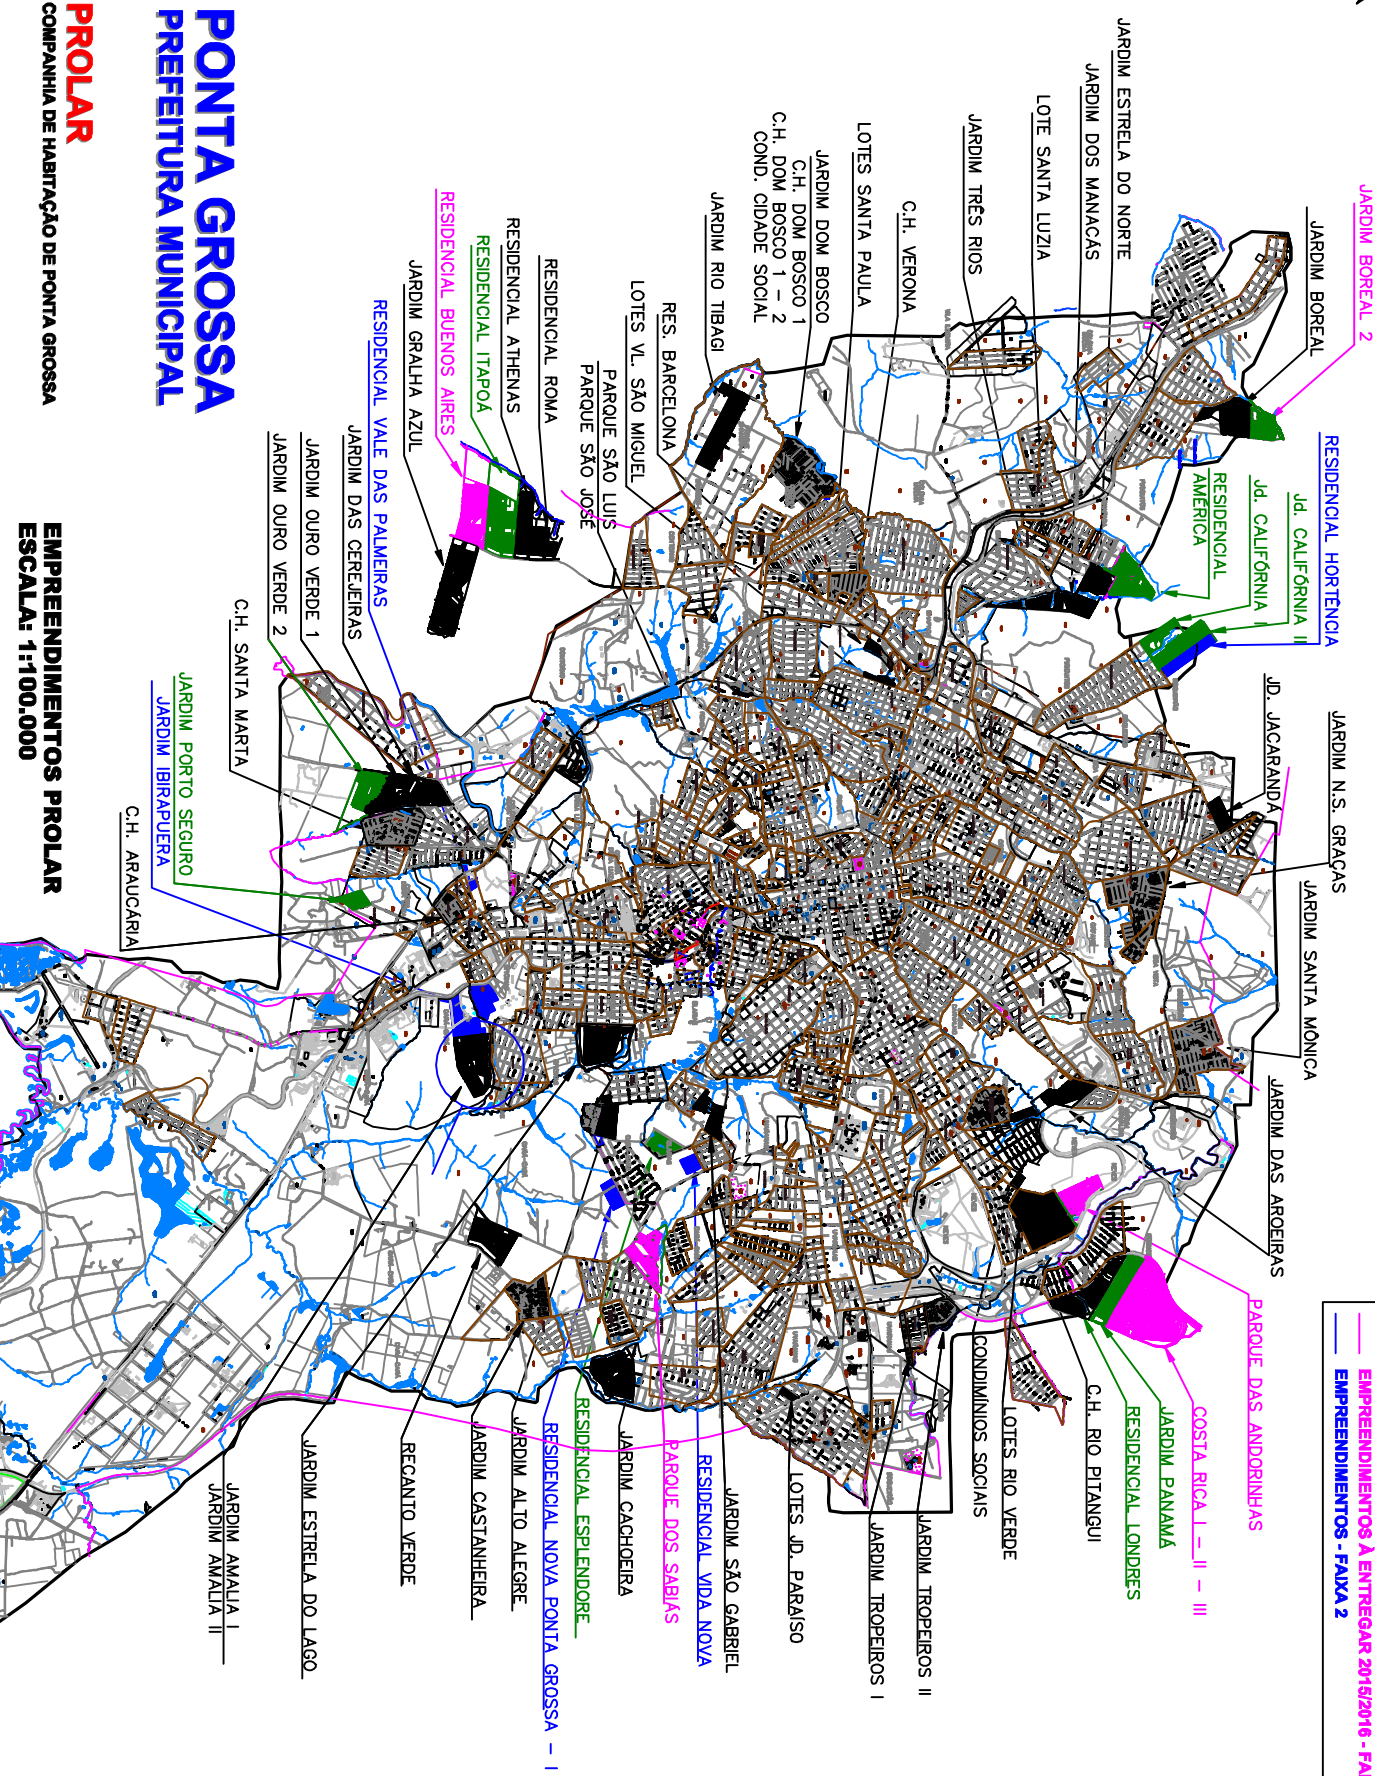 PONTA GROSSA
PREFEITURA MUNICIPAL
PROLAR
COMPANHIA DE HABITAÇÃO DE PONTA GROSSA
EMPREENDIMENTOS PROLAR
ESCALA: 1:100.000
EMPREENDIMENTOS À ENTREGAR 2015/2016 -
EMPREENDIMENTOS - FAIXA 2
JARDIM BOREAL 2
JARDIM BOREAL
RESIDENCIAL HORTÊNCIA
Jd. CALIFÓRNIA II
Jd. CALIFÓRNIA I
RESIDENCIAL
AMÉRICA
JD. JACARANDÁ
JARDIM N.S. GRAÇAS
JARDIM SANTA MÔNICA
JARDIM DAS AROEIRAS
PARQUE DAS ANDORINHAS
COSTA RICA I - II - III
JARDIM PANAMÁ
RESIDENCIAL LONDRES
C.H. RIO PITANGUI
LOTES RIO VERDE
CONDIMÍNIOS SOCIAIS
JARDIM TROPEIROS II
JARDIM TROPEIROS I
LOTES JD. PARAÍSO
JARDIM SÃO GABRIEL
RESIDENCIAL VIDA NOVA
PARQUE DOS SABIÁS
JARDIM CACHOEIRA
RESIDENCIAL ESPLENDORE
RESIDENCIAL NOVA PONTA GROSSA - I
JARDIM ALTO ALEGRE
JARDIM CASTANHEIRA
RECANTO VERDE
JARDIM ESTRELA DO LAGO
JARDIM AMALIA I
JARDIM AMALIA II
JARDIM ESTRELA DO NORTE
JARDIM DOS MANACÁS
LOTE SANTA LUZIA
JARDIM TRÊS RIOS
C.H. VERONA
LOTES SANTA PAULA
JARDIM DOM BOSCO
C.H. DOM BOSCO 1
C.H. DOM BOSCO 1 - 2
COND. CIDADE SOCIAL
JARDIM RIO TIBAGI
RES. BARCELONA
LOTES VL. SÃO MIGUEL
PARQUE SÃO LUIS
PARQUE SÃO JOSÉ
RESIDENCIAL ROMA
RESIDENCIAL ATHENAS
RESIDENCIAL ITAPOÁ
RESIDENCIAL BUENOS AIRES
JARDIM GRALHA AZUL
RESIDENCIAL VALE DAS PALMEIRAS
JARDIM DAS CEREJEIRAS
JARDIM OURO VERDE 1
JARDIM OURO VERDE 2
C.H. SANTA MARTA
JARDIM PORTO SEGURO
JARDIM IBIRAPUERA
C.H. ARAUCÁRIA